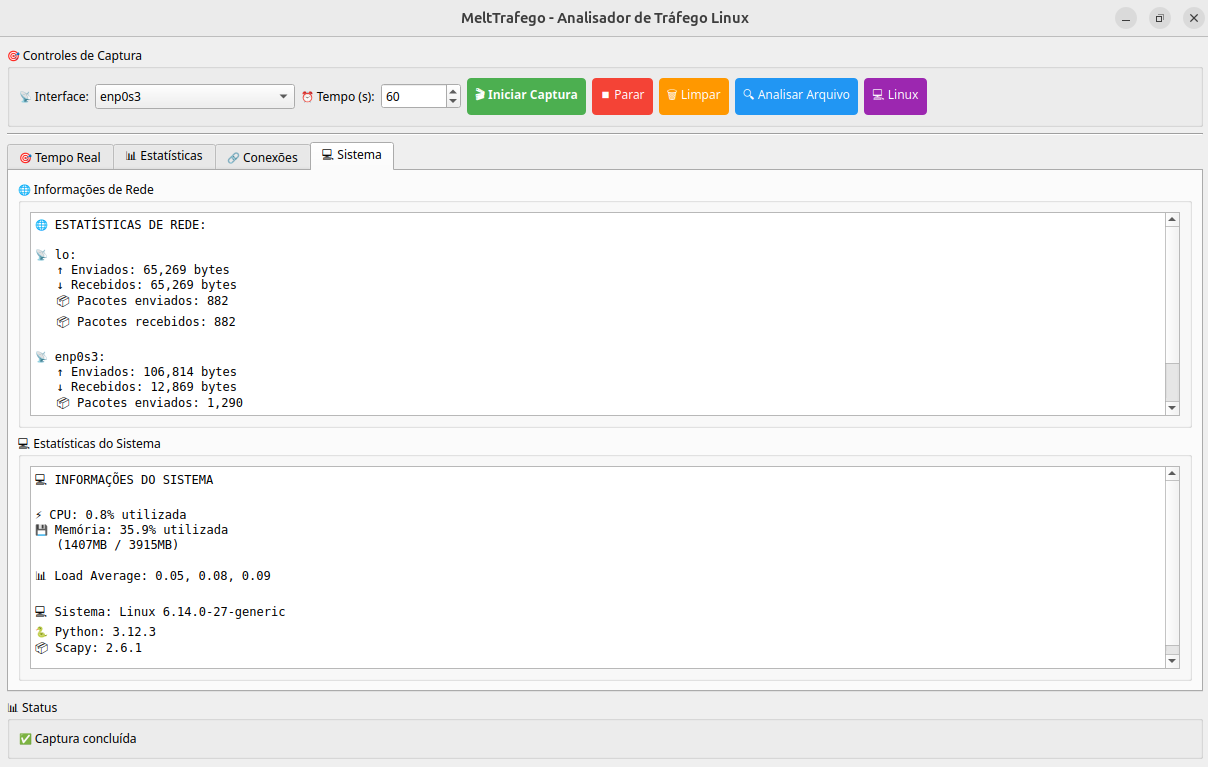 MeltTrafego - Analisador de Tráfego Linux
🎯 Controles de Captura
📡 Interface: enp0s3 ⏰ Tempo (s): 60 🎬 Iniciar Captura ⏹ Parar 🗑 Limpar 🔍 Analisar Arquivo 💻 Linux
🎯 Tempo Real 📊 Estatísticas 🔗 Conexões 💻 Sistema
🌐 Informações de Rede
🌐 ESTATÍSTICAS DE REDE:
📡 lo:
↑ Enviados: 65,269 bytes
↓ Recebidos: 65,269 bytes
📦 Pacotes enviados: 882
📦 Pacotes recebidos: 882
📡 enp0s3:
↑ Enviados: 106,814 bytes
↓ Recebidos: 12,869 bytes
📦 Pacotes enviados: 1,290
💻 Estatísticas do Sistema
💻 INFORMAÇÕES DO SISTEMA
⚡ CPU: 0.8% utilizada
💾 Memória: 35.9% utilizada
(1407MB / 3915MB)
📊 Load Average: 0.05, 0.08, 0.09
💻 Sistema: Linux 6.14.0-27-generic
🐍 Python: 3.12.3
📦 Scapy: 2.6.1
📊 Status
✅ Captura concluída